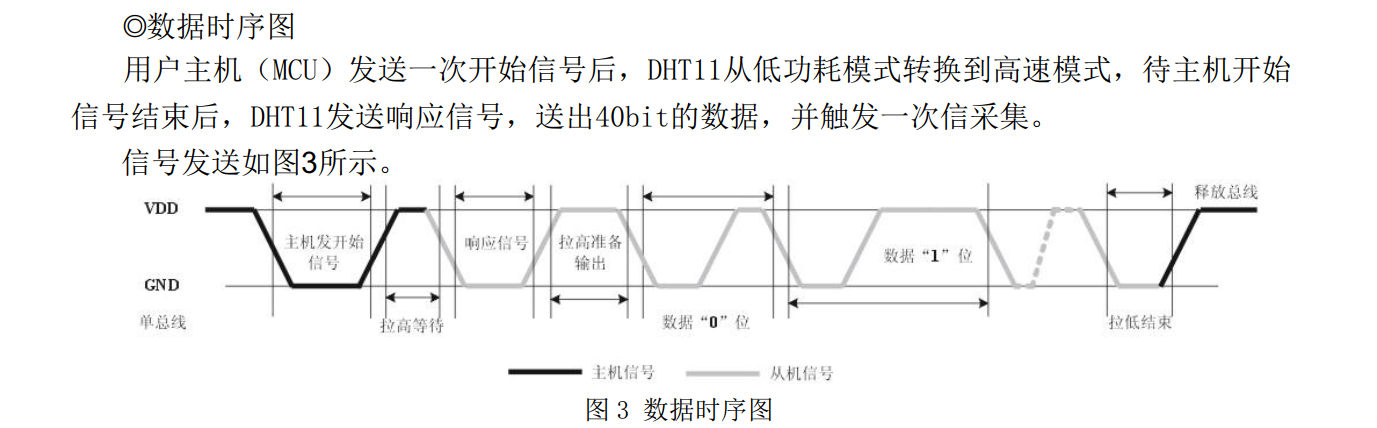 ◎数据时序图
用户主机（MCU）发送一次开始信号后，DHT11从低功耗模式转换到高速模式，待主机开始
信号结束后，DHT11发送响应信号，送出40bit的数据，并触发一次信采集。
信号发送如图3所示。
VDD
释放总线
主机发开始
信号
响应信号
拉高准备
输出
数据“1”位
GND
单总线
拉高等待
数据“0”位
拉低结束
主机信号
从机信号
图 3 数据时序图